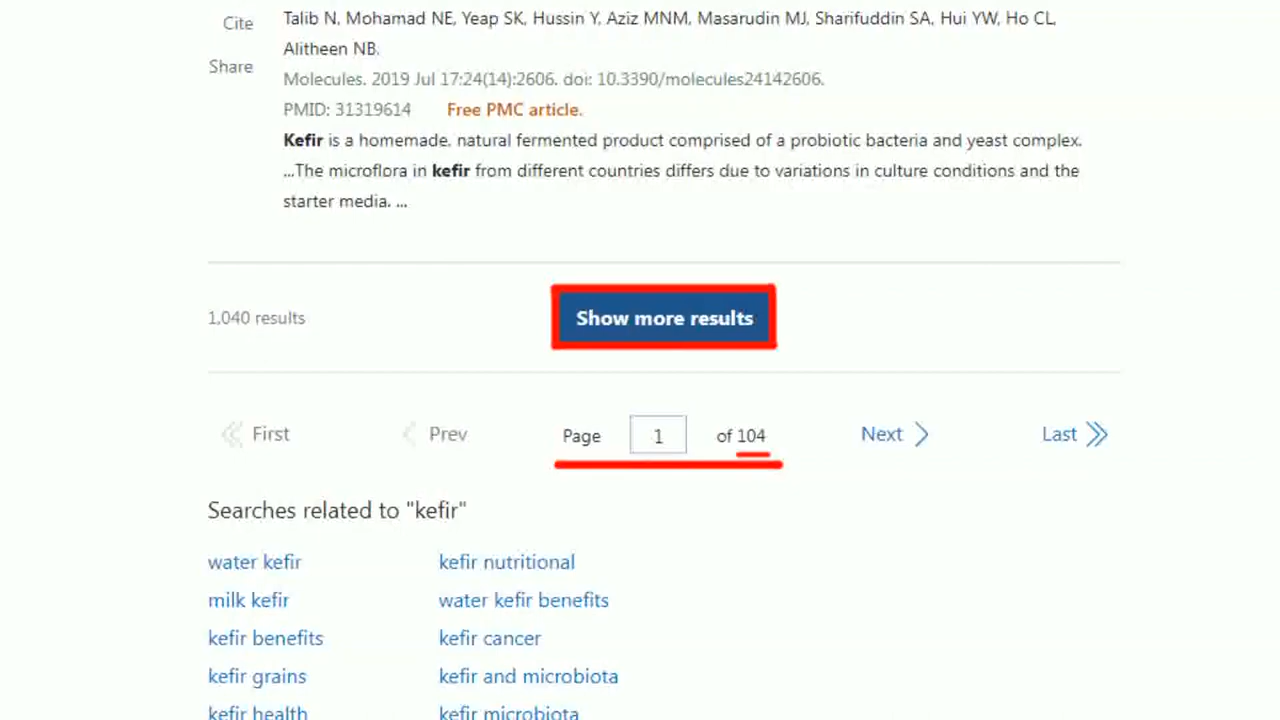 Cite
Talib N, Mohamad NE, Yeap SK, Hussin Y, Aziz MNM, Masarudin MJ, Sharifuddin SA, Hui YW, Ho CL,
Alitheen NB.
Share
Molecules. 2019 Jul 17;24(14):2606. doi: 10.3390/molecules24142606.
PMID: 31319614 Free PMC article.
Kefir is a homemade, natural fermented product comprised of a probiotic bacteria and yeast complex.
...The microflora in kefir from different countries differs due to variations in culture conditions and the
starter media. ...
1,040 results
Show more results
First Prev Page 1 of 104 Next Last
Searches related to "kefir"
water kefir kefir nutritional
milk kefir water kefir benefits
kefir benefits kefir cancer
kefir grains kefir and microbiota
kefir health kefir microbiota